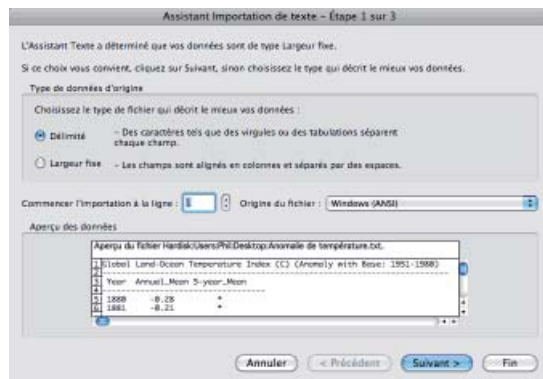 Assistant Importation de texte – Étape 1 sur 3
L'Assistant Texte a déterminé que vos données sont de type Largeur fixe.
Si ce choix vous convient, cliquez sur Suivant, sinon choisissez le type qui décrit le mieux vos données.
Type de données d'origine
Choisissez le type de fichier qui décrit le mieux vos données :
Délimité – Des caractères tels que des virgules ou des tabulations séparent
chaque champ.
Largeur fixe – Les champs sont alignés en colonnes et séparés par des espaces.
Commencer l'importation à la ligne : 1 Origine du fichier : Windows (ANSI)
Aperçu des données
Aperçu du fichier Hardisk:Users:Phil:Desktop:Anomalie de température.txt.
1 Global Land-Ocean Temperature Index (C) (Anomaly with Base: 1951-1980)
2 --------------------
3 Year Annual_Mean 5-year_Mean
4 --------------------
5 1880 -0.28 *
6 1881 -0.21 *
Annuler < Précédent Suivant > Fin